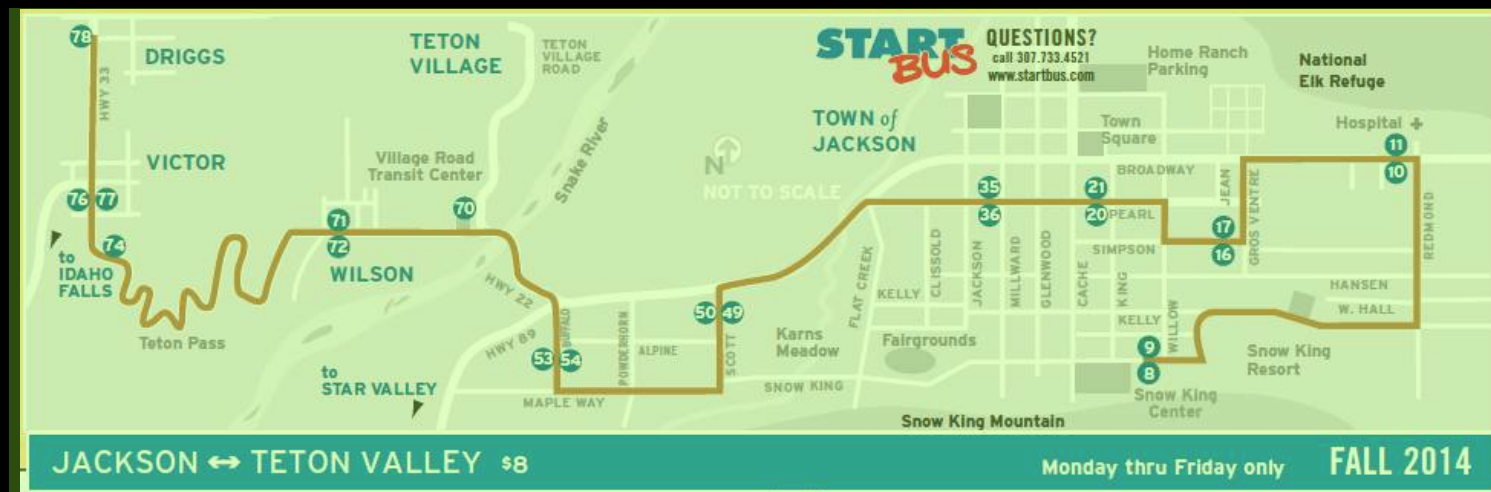 78
DRIGGS
HWY 33
TETON
VILLAGE
TETON
VILLAGE
ROAD
START
BUS
QUESTIONS?
call 307.733.4521
www.startbus.com
Home Ranch
Parking
National
Elk Refuge
TOWN of
JACKSON
Town
Square
Hospital +
VICTOR
Village Road
Transit Center
Snake River
N
NOT TO SCALE
BROADWAY
JEAN
GROS VENTRE
11
10
REDMOND
76 77
74
to
IDAHO
FALLS
71
72
WILSON
70
35
36
21
20
PEARL
17
16
SIMPSON
Teton Pass
HWY 22
HWY 89
to
STAR VALLEY
53 54
BUFFALO
POWDERHORN
ALPINE
MAPLE WAY
50 49
SCOTT
Karns
Meadow
SNOW KING
FLAT CREEK
KELLY
CLISSOLD
JACKSON
MILLWARD
GLENWOOD
CACHE
KING
KELLY
WILLOW
Fairgrounds
9
8
HANSEN
W. HALL
Snow King
Resort
Snow King
Center
Snow King Mountain
JACKSON ↔ TETON VALLEY $8
Monday thru Friday only
FALL 2014